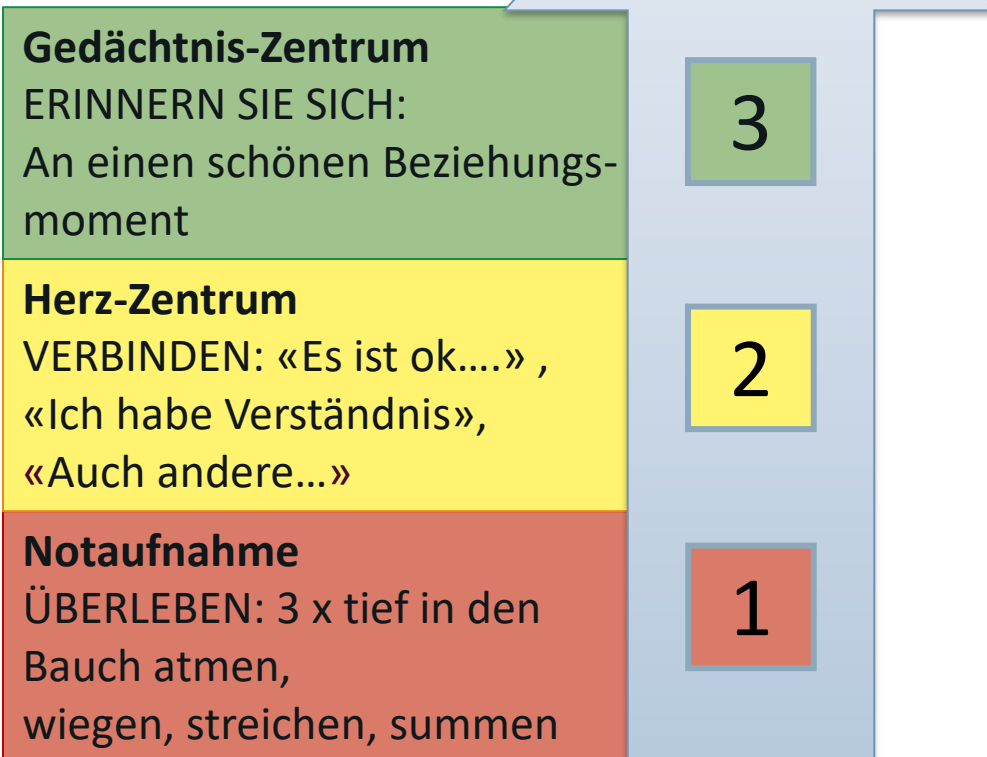 Gedächtnis-Zentrum
ERINNERN SIE SICH:
An einen schönen Beziehungs-
moment
3
Herz-Zentrum
VERBINDEN: «Es ist ok….» ,
«Ich habe Verständnis»,
«Auch andere…»
2
Notaufnahme
ÜBERLEBEN: 3 x tief in den
Bauch atmen,
wiegen, streichen, summen
1